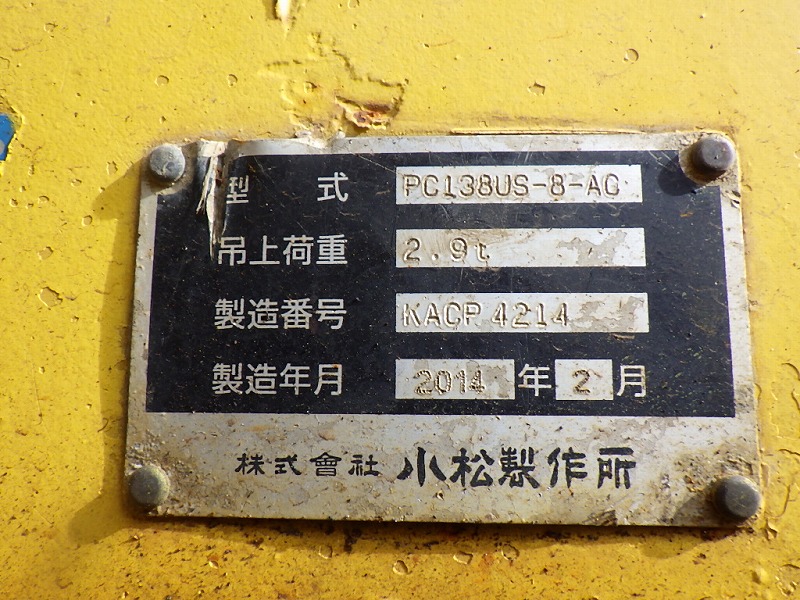 型 式 PC138US-8-AC
吊上荷重 2.9t
製造番号 KACP 4214
製造年月 2014 年 2 月
株式會社 小松製作所